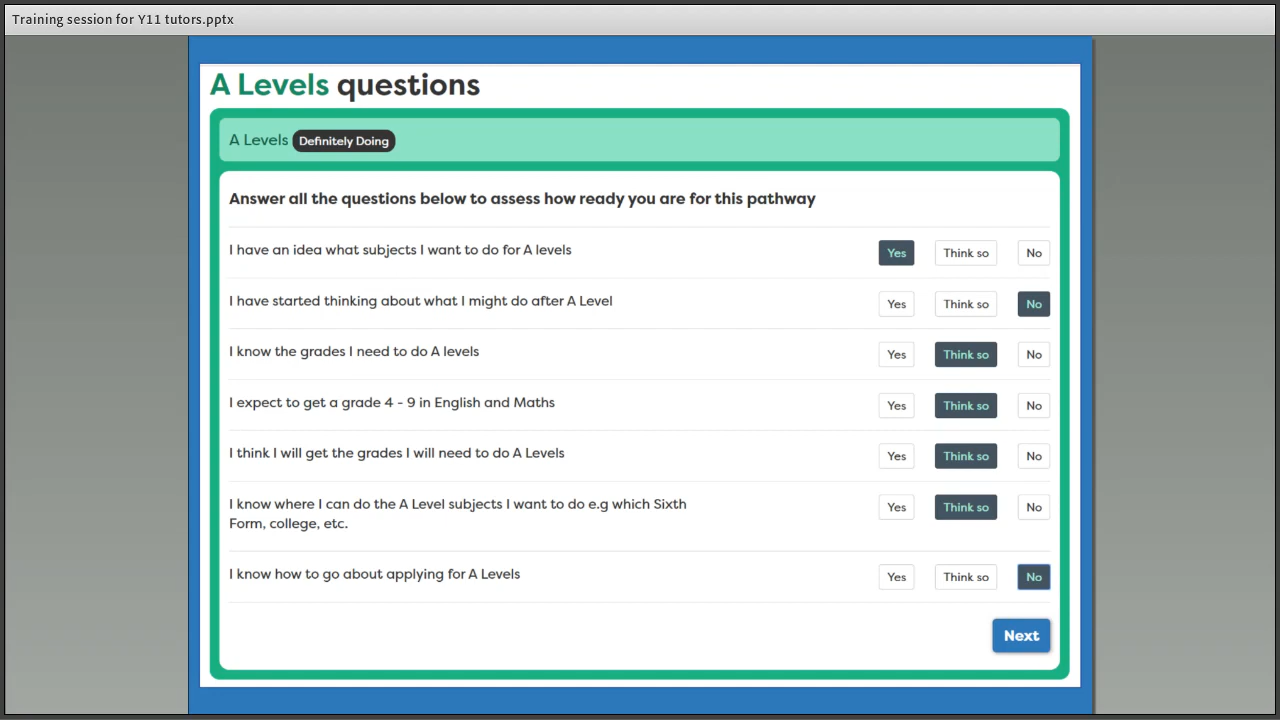 Training session for Y11 tutors.pptx
A Levels questions
A Levels Definitely Doing
Answer all the questions below to assess how ready you are for this pathway
I have an idea what subjects I want to do for A levels Yes Think so No
I have started thinking about what I might do after A Level Yes Think so No
I know the grades I need to do A levels Yes Think so No
I expect to get a grade 4 - 9 in English and Maths Yes Think so No
I think I will get the grades I will need to do A Levels Yes Think so No
I know where I can do the A Level subjects I want to do e.g which Sixth Yes Think so No
Form, college, etc.
I know how to go about applying for A Levels Yes Think so No
Next